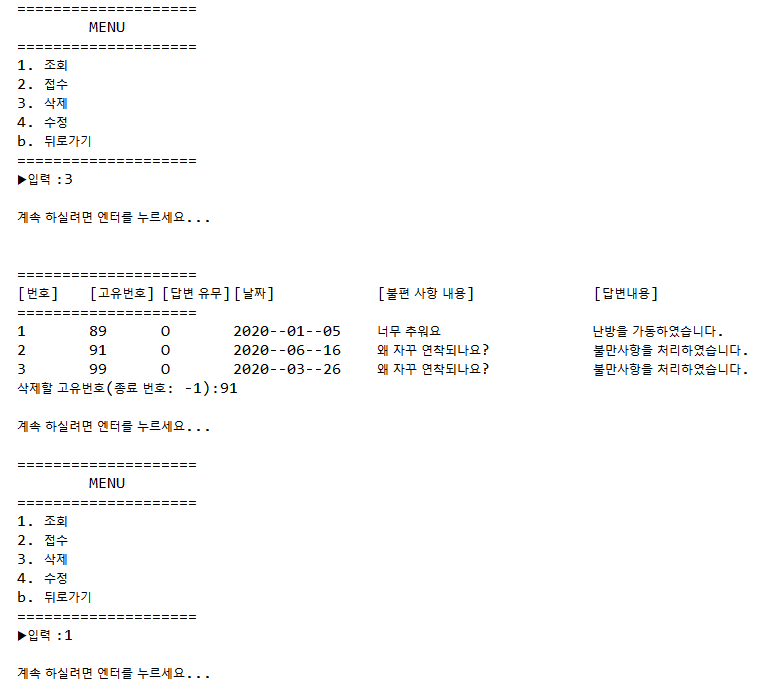 ====================
MENU
====================
1. 조회
2. 접수
3. 삭제
4. 수정
b. 뒤로가기
====================
▶입력 :3
계속 하실려면 엔터를 누르세요...
====================
[번호] [고유번호] [답변 유무] [날짜] [불편 사항 내용] [답변내용]
====================
1 89 O 2020--01--05 너무 추워요 난방을 가동하였습니다.
2 91 O 2020--06--16 왜 자꾸 연착되나요? 불만사항을 처리하였습니다.
3 99 O 2020--03--26 왜 자꾸 연착되나요? 불만사항을 처리하였습니다.
삭제할 고유번호(종료 번호: -1):91
계속 하실려면 엔터를 누르세요...
====================
MENU
====================
1. 조회
2. 접수
3. 삭제
4. 수정
b. 뒤로가기
====================
▶입력 :1
계속 하실려면 엔터를 누르세요...